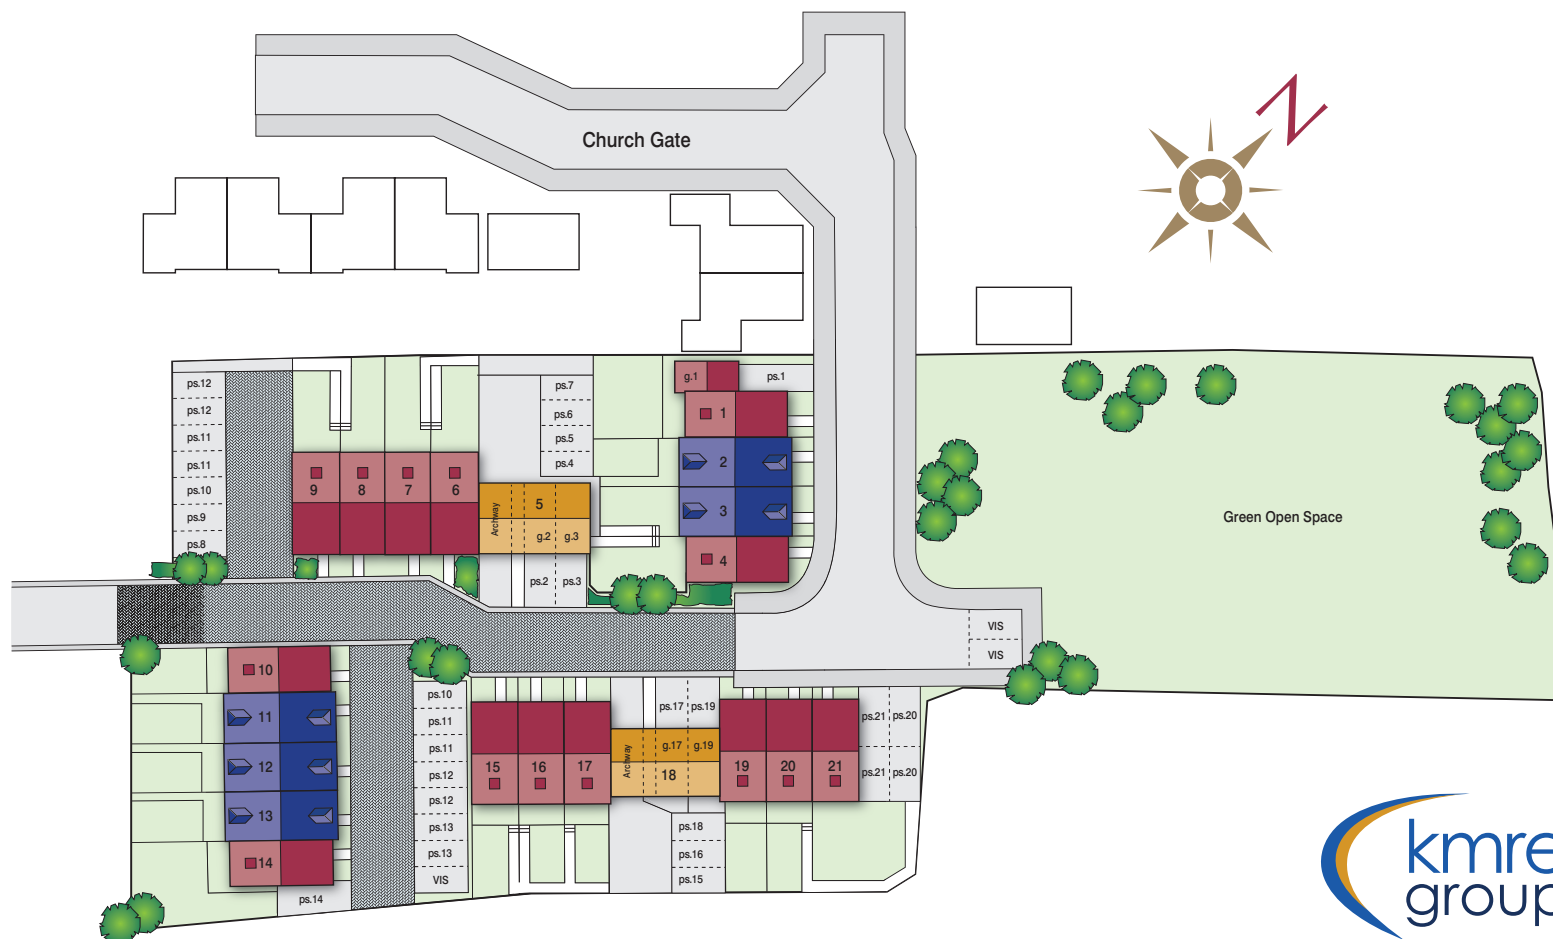 N
Church Gate
g.1
ps.1
ps.12
ps.12
ps.11
ps.11
ps.10
ps.9
ps.8
ps.7
ps.6
ps.5
ps.4
1
2
3
4
9
8
7
6
Archway
5
g.2
g.3
ps.2
ps.3
Green Open Space
VIS
VIS
10
11
12
13
14
ps.14
ps.10
ps.11
ps.11
ps.12
ps.12
ps.13
ps.13
VIS
15
16
17
ps.17
ps.19
Archway
g.17
g.19
18
ps.18
ps.16
ps.15
19
20
21
ps.21
ps.20
ps.21
ps.20
kmre
group